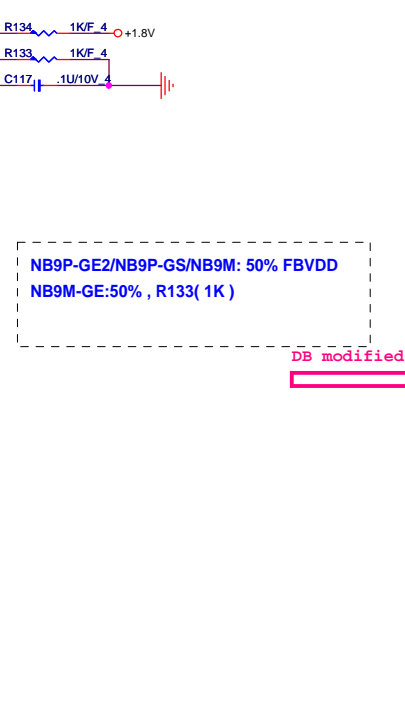 R134 1K/F_4 +1.8V
R133 1K/F_4
C117 .1U/10V_4
NB9P-GE2/NB9P-GS/NB9M: 50% FBVDD
NB9M-GE:50% , R133( 1K )
DB modified